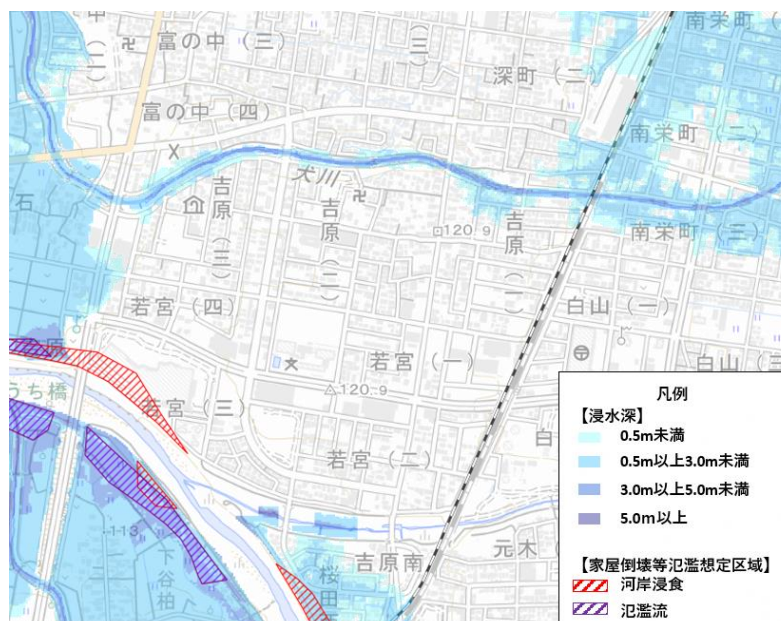 南栄町(一)
富の中(三)
(三)
深町(二)
富の中(四)
南栄町(二)
犬川
石
吉原(三)
吉原(二)
吉原(一)
120.9
南栄町(三)
若宮(四)
白山(一)
若宮(一)
白山(三
うち橋
120.9
若宮(三)
若宮(二)
113
下谷柏
桜田
吉原南
元木
凡例
【浸水深】
0.5m未満
0.5m以上3.0m未満
3.0m以上5.0m未満
5.0m以上
【家屋倒壊等氾濫想定区域】
河岸浸食
氾濫流